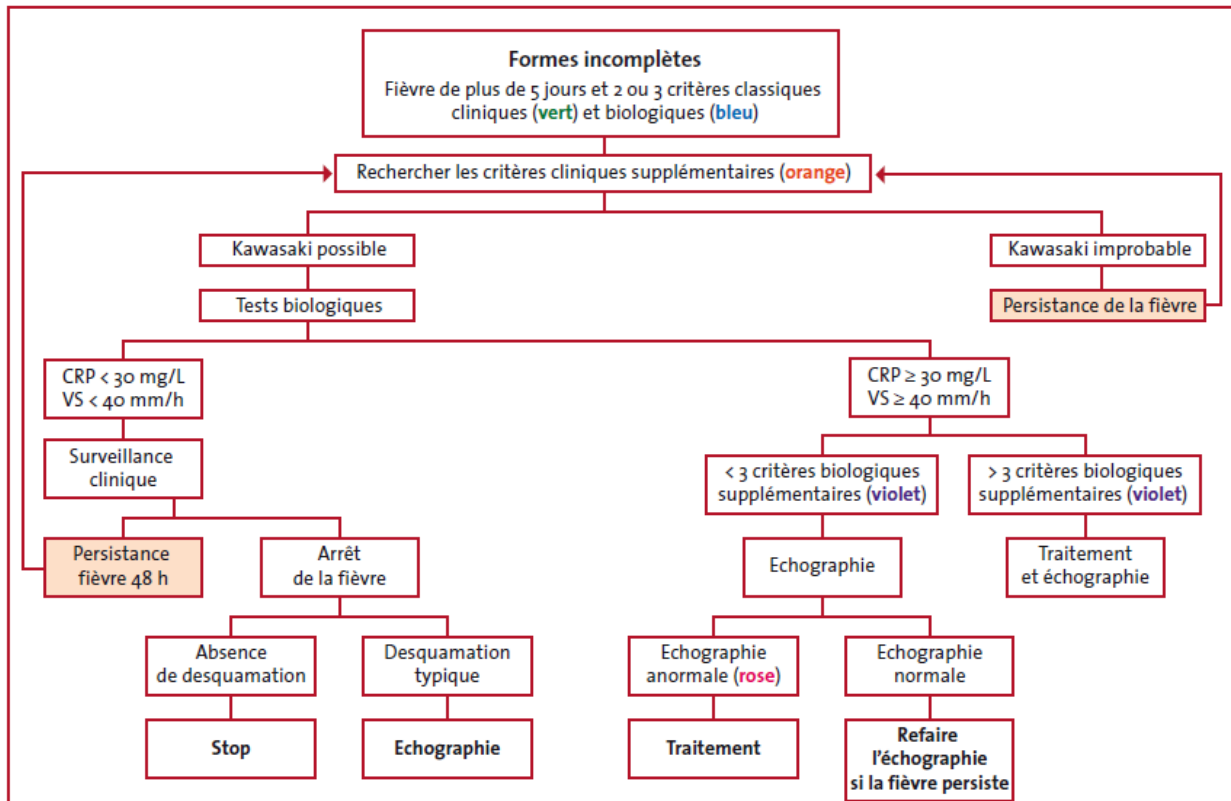 Formes incomplètes
Fièvre de plus de 5 jours et 2 ou 3 critères classiques
cliniques (vert) et biologiques (bleu)
Rechercher les critères cliniques supplémentaires (orange)
Kawasaki possible
Kawasaki improbable
Tests biologiques
Persistance de la fièvre
CRP < 30 mg/L
VS < 40 mm/h
CRP ≥ 30 mg/L
VS ≥ 40 mm/h
Surveillance
clinique
< 3 critères biologiques
supplémentaires (violet)
> 3 critères biologiques
supplémentaires (violet)
Persistance
fièvre 48 h
Arrêt
de la fièvre
Echographie
Traitement
et échographie
Absence
de desquamation
Desquamation
typique
Echographie
anormale (rose)
Echographie
normale
Stop
Echographie
Traitement
Refaire
l'échographie
si la fièvre persiste